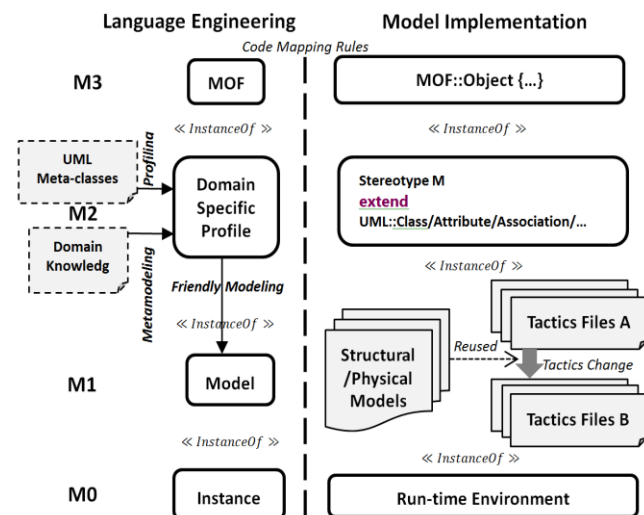 Language Engineering
Model Implementation
Code Mapping Rules
M3
MOF
MOF::Object {…}
≪ InstanceOf ≫
≪ InstanceOf ≫
UML
Meta-classes
Profiling
M2
Domain
Specific
Profile
Stereotype M
extend
UML::Class/Attribute/Association/…
Domain
Knowledg
Metamodeling
Friendly Modeling
≪ InstanceOf ≫
≪ InstanceOf ≫
Structural
/Physical
Models
Reused
Tactics Files A
Tactics Change
Tactics Files B
M1
Model
≪ InstanceOf ≫
≪ InstanceOf ≫
M0
Instance
Run-time Environment